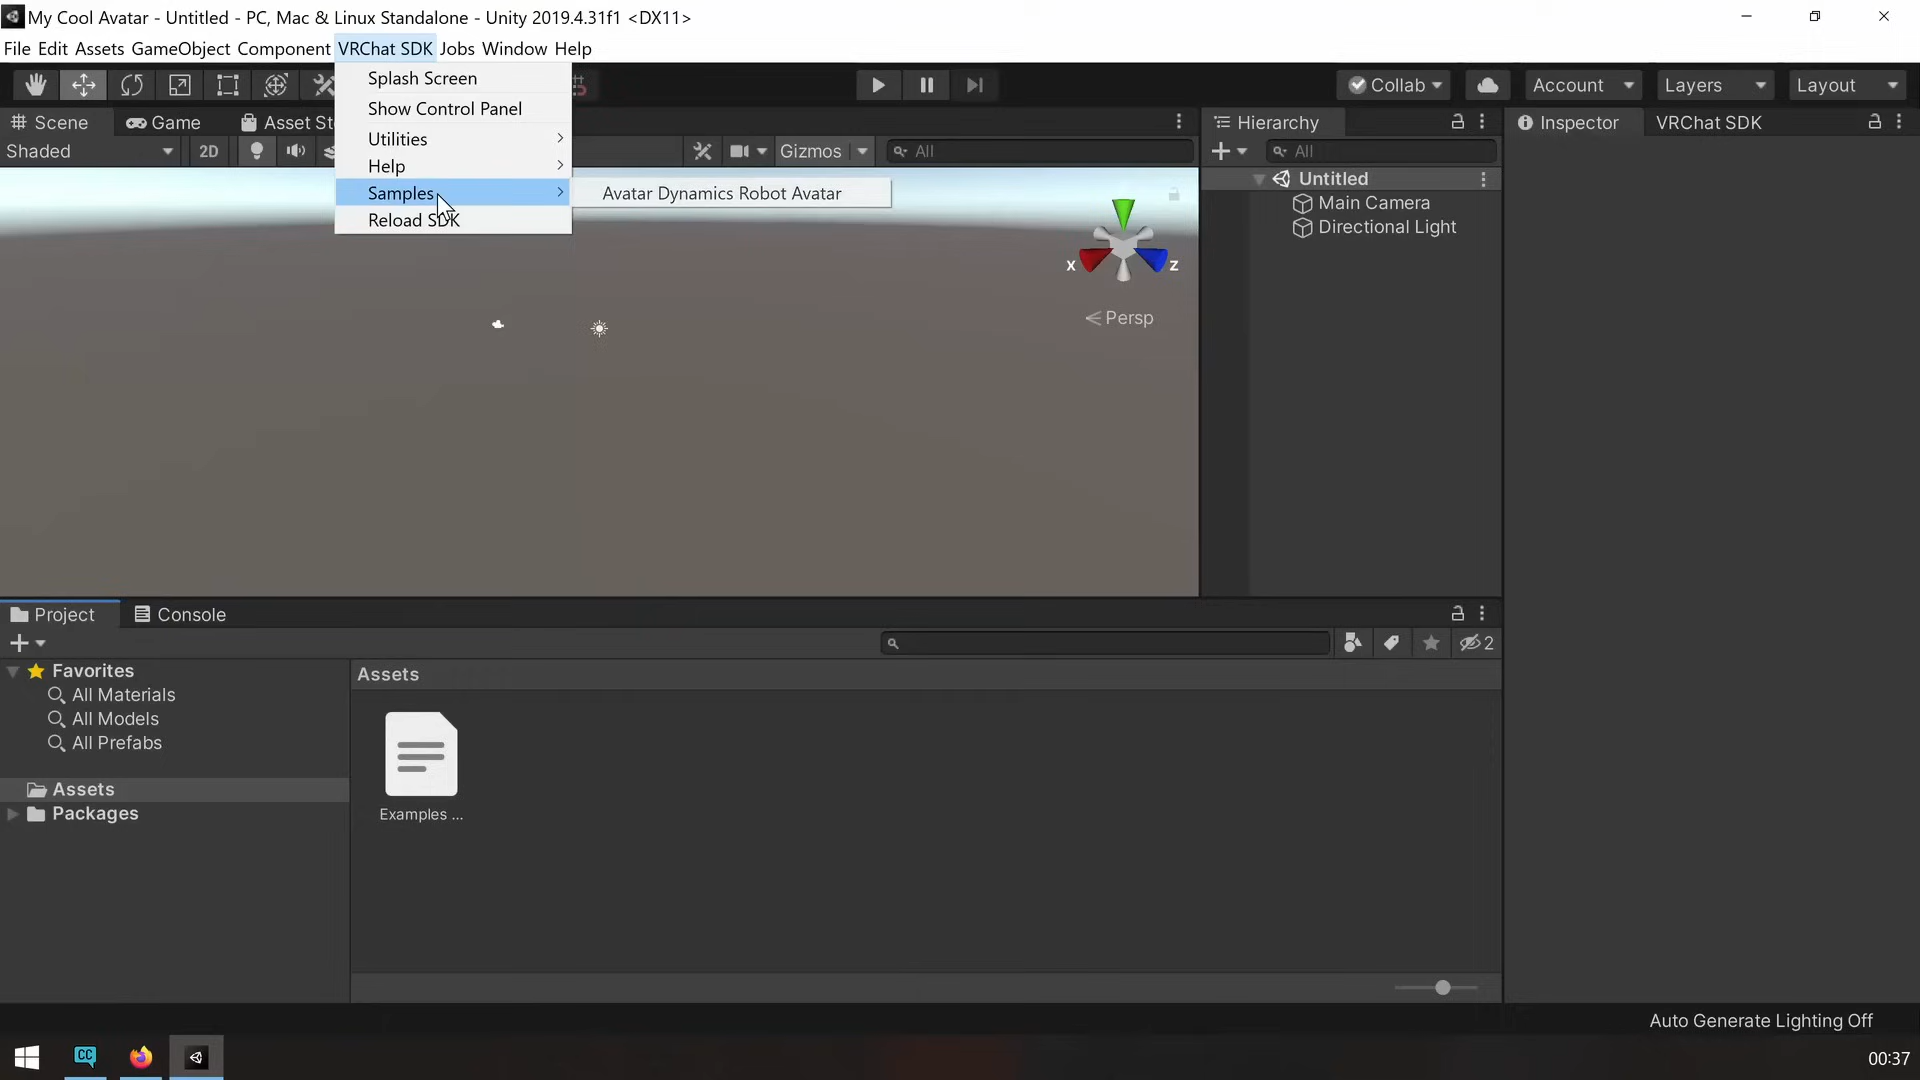 My Cool Avatar - Untitled - PC, Mac & Linux Standalone - Unity 2019.4.31f1 <DX11>
File Edit Assets GameObject Component VRChat SDK Jobs Window Help
Splash Screen
Show Control Panel
Utilities
Help
Samples
Avatar Dynamics Robot Avatar
Reload SDK
Collab
Account
Layers
Layout
Scene
Game
Asset St
Shaded
2D
Gizmos
All
X
Z
Persp
Hierarchy
All
Untitled
Main Camera
Directional Light
Inspector
VRChat SDK
Project
Console
2
Favorites
All Materials
All Models
All Prefabs
Assets
Packages
Assets
Examples ...
Auto Generate Lighting Off
CC
00:37